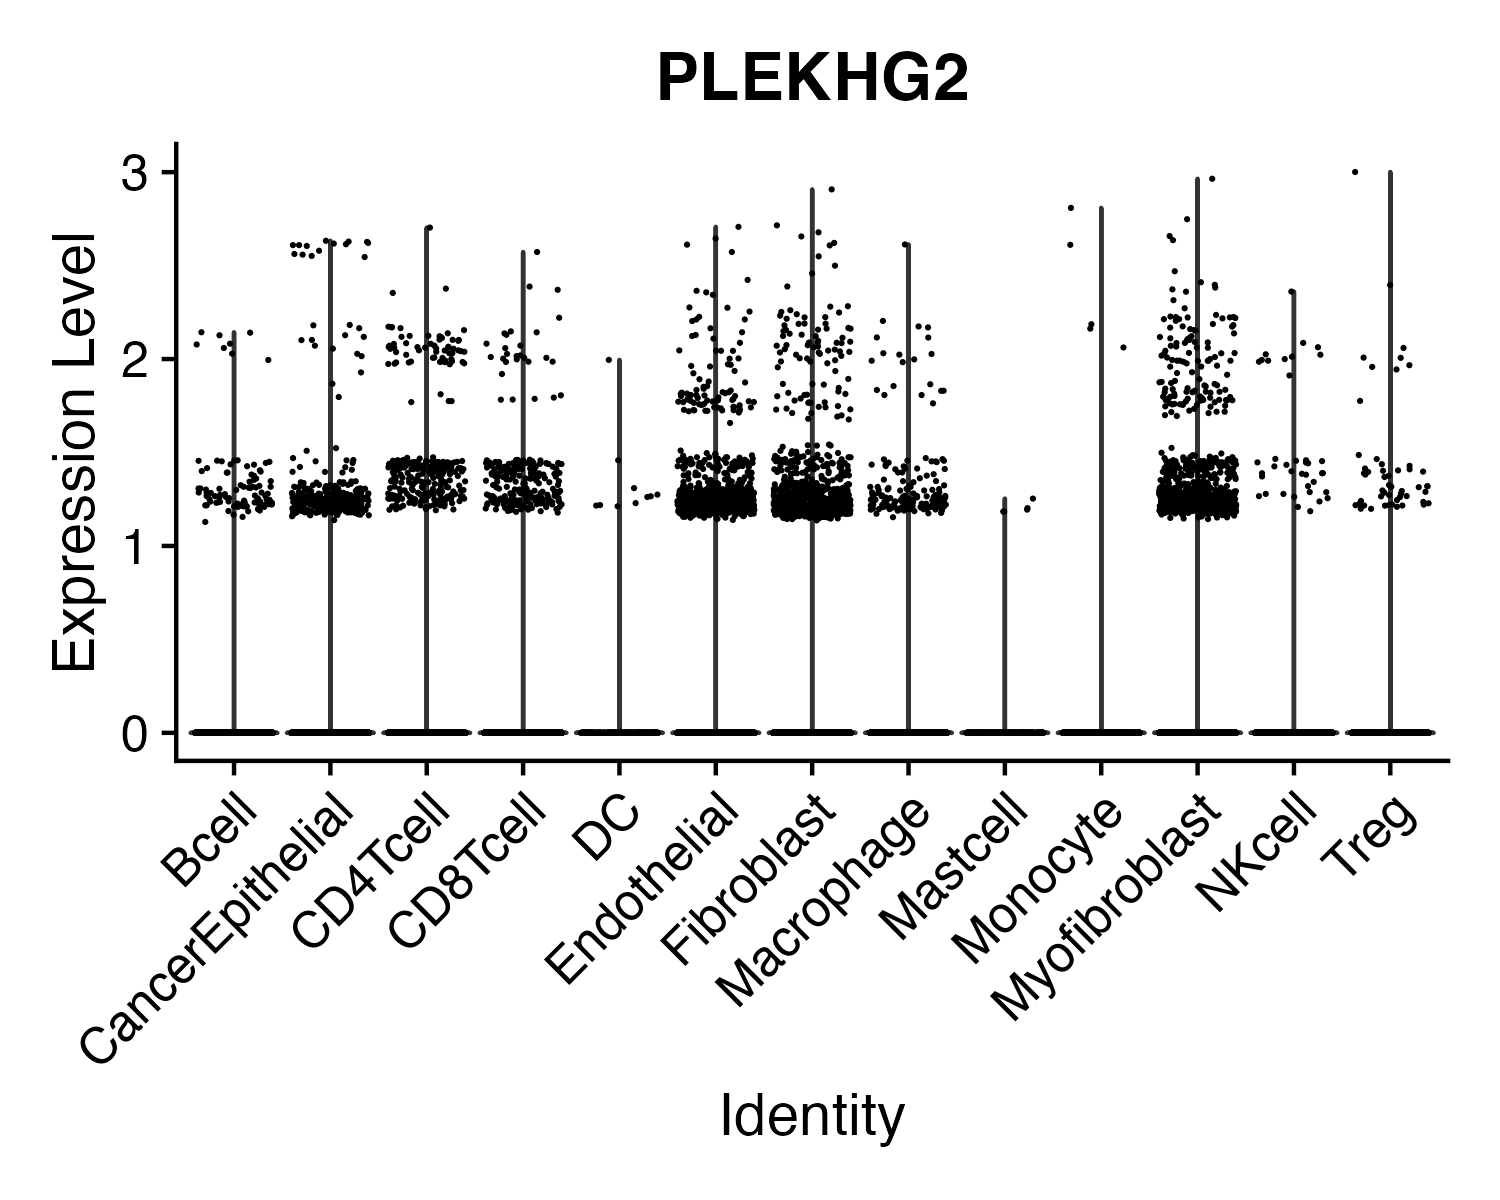 PLEKHG2
Expression Level
3
2
1
0
Bcell
CancerEpithelial
CD4Tcell
CD8Tcell
DC
Endothelial
Fibroblast
Macrophage
Mastcell
Monocyte
Myofibroblast
NKcell
Treg
Identity